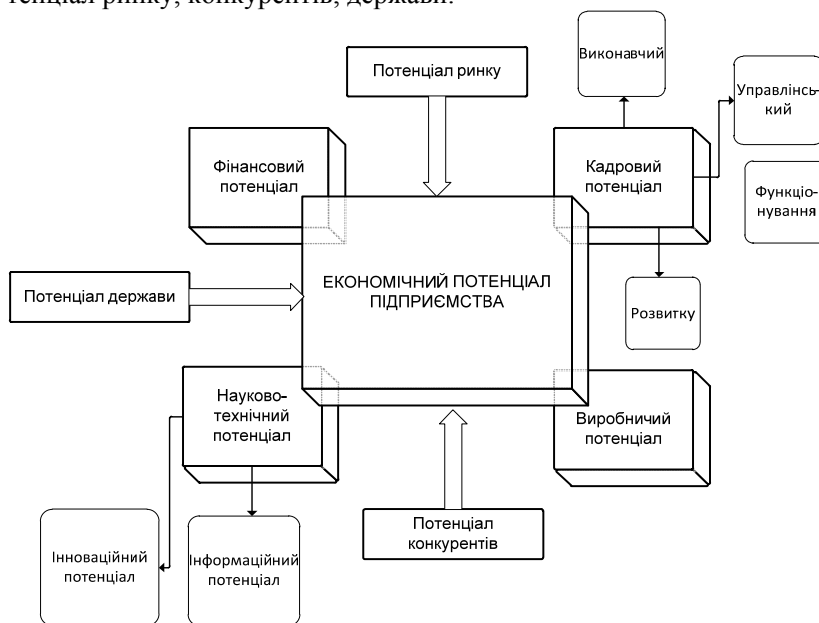 тенціал ринку, конкурентів, держави.
Потенціал ринку
Виконавчий
Управлінсь-
кий
Фінансовий
потенціал
Кадровий
потенціал
Функціо-
нування
ЕКОНОМІЧНИЙ ПОТЕНЦІАЛ
ПІДПРИЄМСТВА
Потенціал держави
Розвитку
Науково-
технічний
потенціал
Виробничий
потенціал
Потенціал
конкурентів
Інноваційний
потенціал
Інформаційний
потенціал